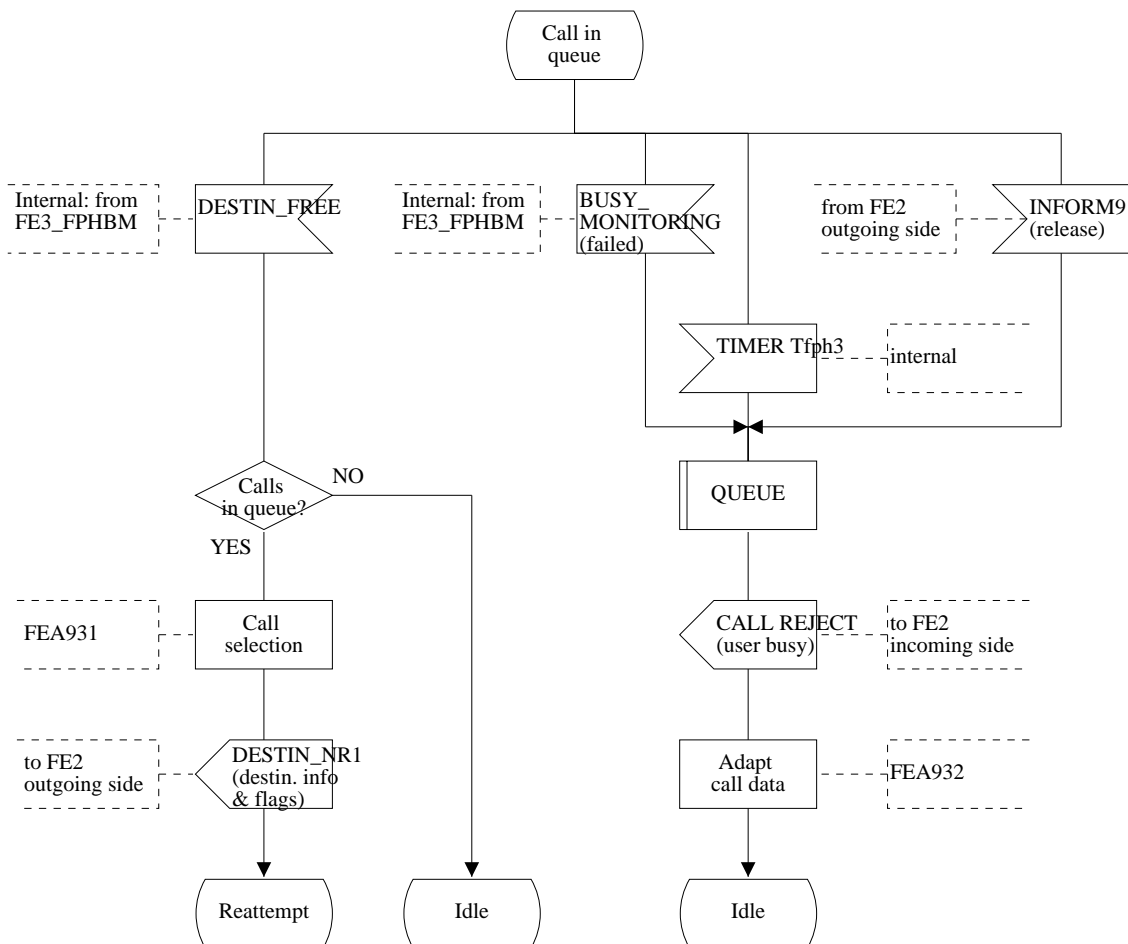 Call in
queue
Internal: from
FE3_FPHBM
DESTIN_FREE
Internal: from
FE3_FPHBM
BUSY_
MONITORING
(failed)
from FE2
outgoing side
INFORM9
(release)
TIMER Tfph3
internal
Calls
in queue?
NO
YES
QUEUE
FEA931
Call
selection
CALL REJECT
(user busy)
to FE2
incoming side
to FE2
outgoing side
DESTIN_NR1
(destin. info
& flags)
Adapt
call data
FEA932
Reattempt
Idle
Idle